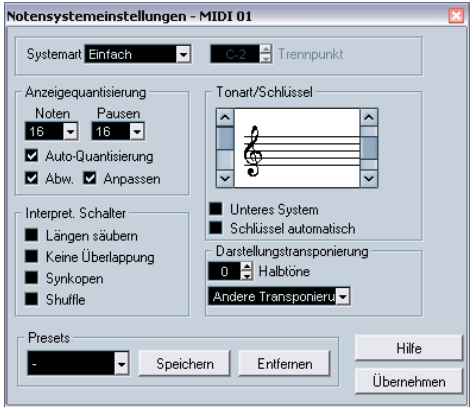 Notensystemeinstellungen - MIDI 01
Systemart Einfach C-2 Trennpunkt
Anzeigequantisierung
Noten Pausen
16 16
Auto-Quantisierung
Abw. Anpassen
Interpret. Schalter
Längen säubern
Keine Überlappung
Synkopen
Shuffle
Tonart/Schlüssel
Unteres System
Schlüssel automatisch
Darstellungstransponierung
0 Halbtöne
Andere Transponieru
Presets
- Speichern Entfernen
Hilfe
Übernehmen